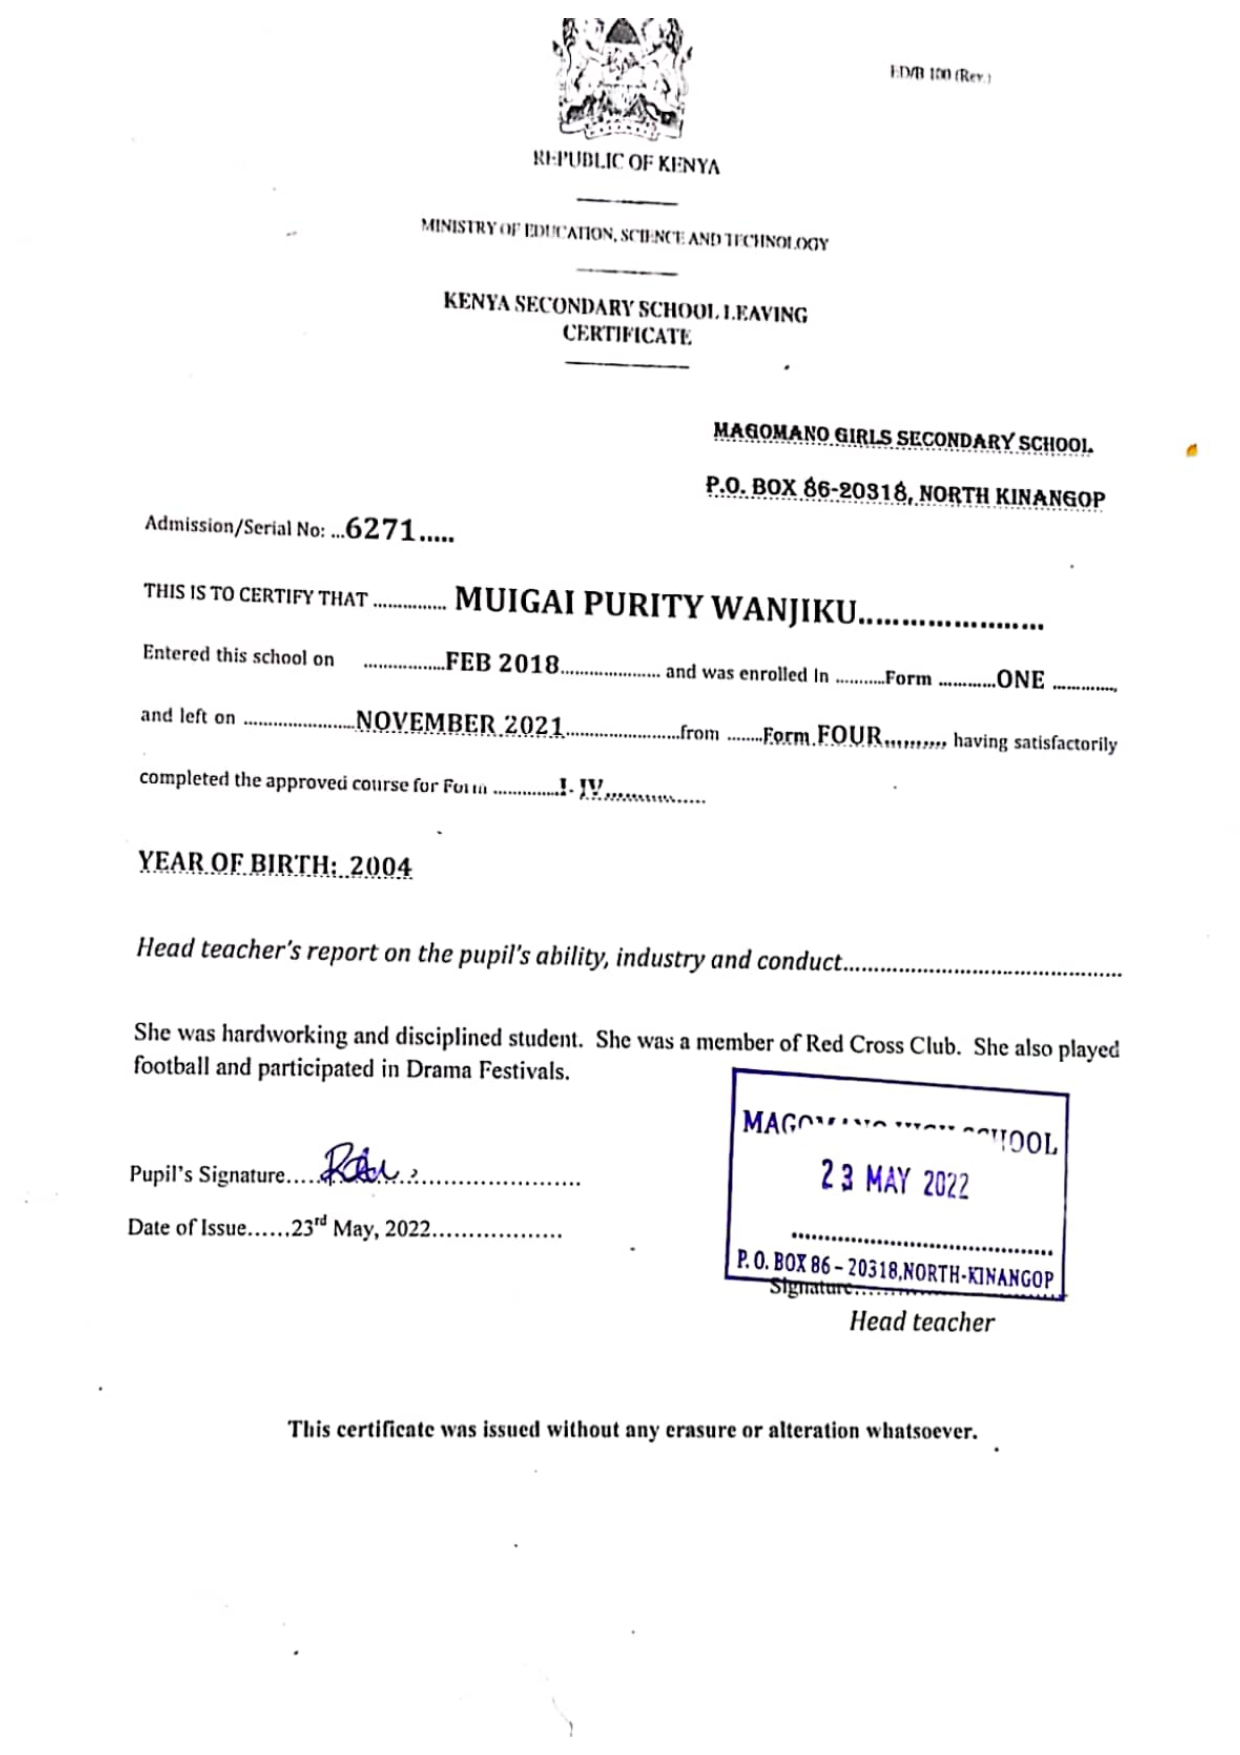 ED/B 100 (Rev.)
REPUBLIC OF KENYA
MINISTRY OF EDUCATION, SCIENCE AND TECHNOLOGY
KENYA SECONDARY SCHOOL LEAVING
CERTIFICATE
MAGOMANO GIRLS SECONDARY SCHOOL
P.O. BOX 86-20318, NORTH KINANGOP
Admission/Serial No: ...6271.....
THIS IS TO CERTIFY THAT .............. MUIGAI PURITY WANJIKU......................
Entered this school on ................FEB 2018.................... and was enrolled in ..........Form ...........ONE ............,
and left on ......................NOVEMBER 2021.......................from .......Form FOUR.........., having satisfactorily
completed the approved course for Form .............I- IV....................
YEAR OF BIRTH: 2004
Head teacher's report on the pupil's ability, industry and conduct..............................................
She was hardworking and disciplined student. She was a member of Red Cross Club. She also played
football and participated in Drama Festivals.
SCHOOL
23 MAY 2022
P. O. BOX 86 – 20318, NORTH-KINANGOP
Pupil's Signature.............................
Date of Issue......23rd May, 2022..................
Signature..............................
Head teacher
This certificate was issued without any erasure or alteration whatsoever.